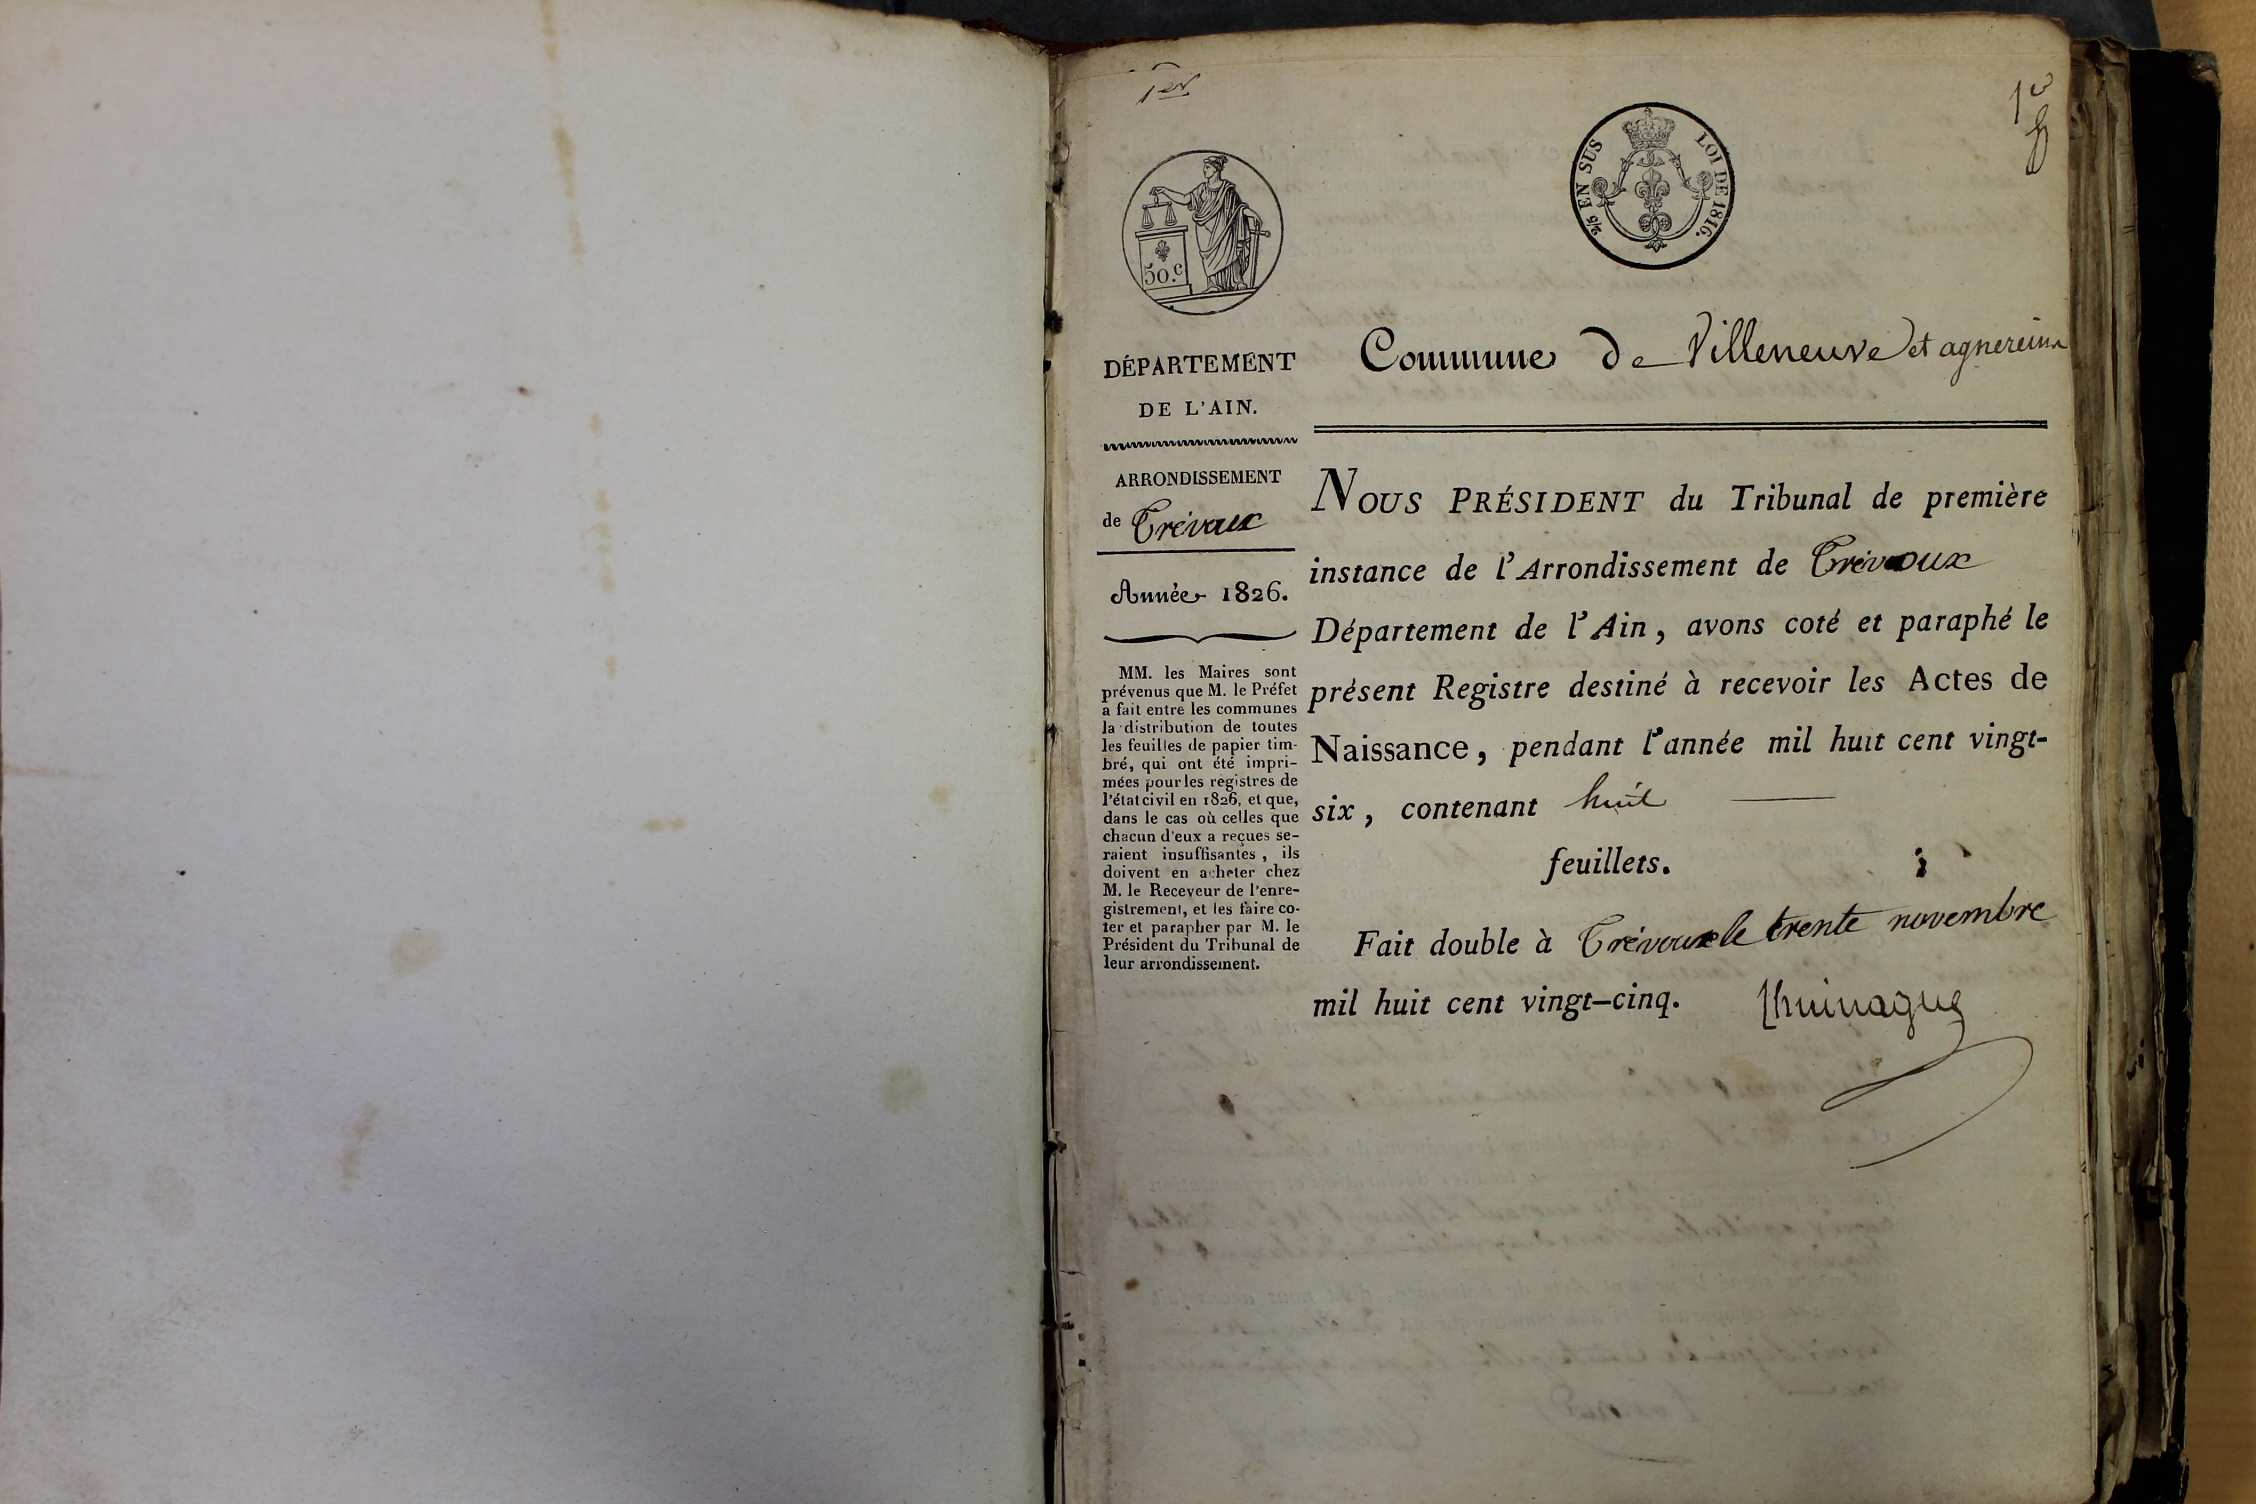 1er
50.c
2/5 EN SUS
LOI DE 1816.
DÉPARTEMENT
DE L'AIN.
ARRONDISSEMENT
de Trévoux
Année 1826.
MM. les Maires sont
prévenus que M. le Préfet
a fait entre les communes
la distribution de toutes
les feuilles de papier tim-
bré, qui ont été impri-
mées pour les registres de
l'état civil en 1826, et que,
dans le cas où celles que
chacun d'eux a reçues se-
raient insuffisantes, ils
doivent en acheter chez
M. le Receveur de l'enre-
gistrement, et les faire co-
ter et parapher par M. le
Président du Tribunal de
leur arrondissement.
Commune de Villeneuve et agnereins
NOUS PRÉSIDENT du Tribunal de première
instance de l'Arrondissement de Trévoux
Département de l'Ain, avons coté et paraphé le
présent Registre destiné à recevoir les Actes de
Naissance, pendant l'année mil huit cent vingt-
six, contenant huit
feuillets.
Fait double à Trévoux le trente novembre
mil huit cent vingt-cinq.